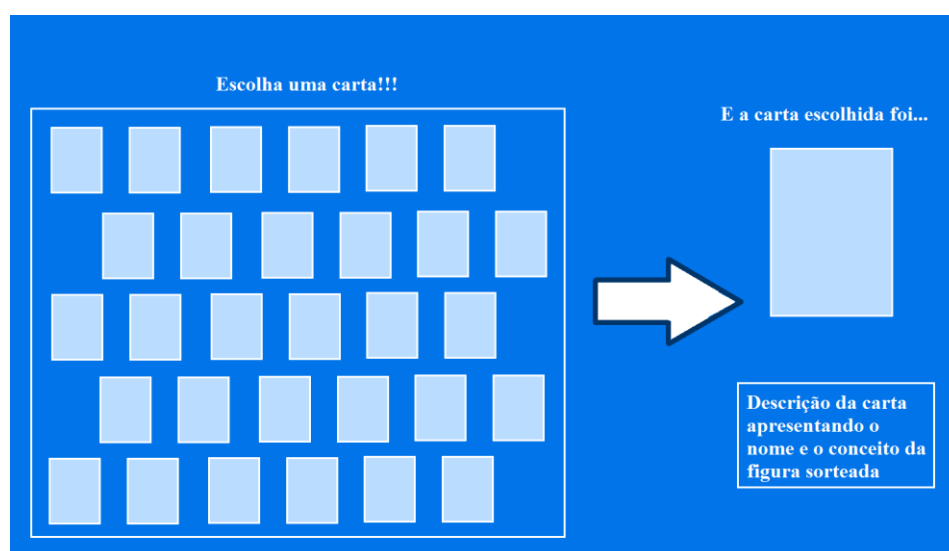 Escolha uma carta!!!
E a carta escolhida foi...
Descrição da carta
apresentando o
nome e o conceito da
figura sorteada